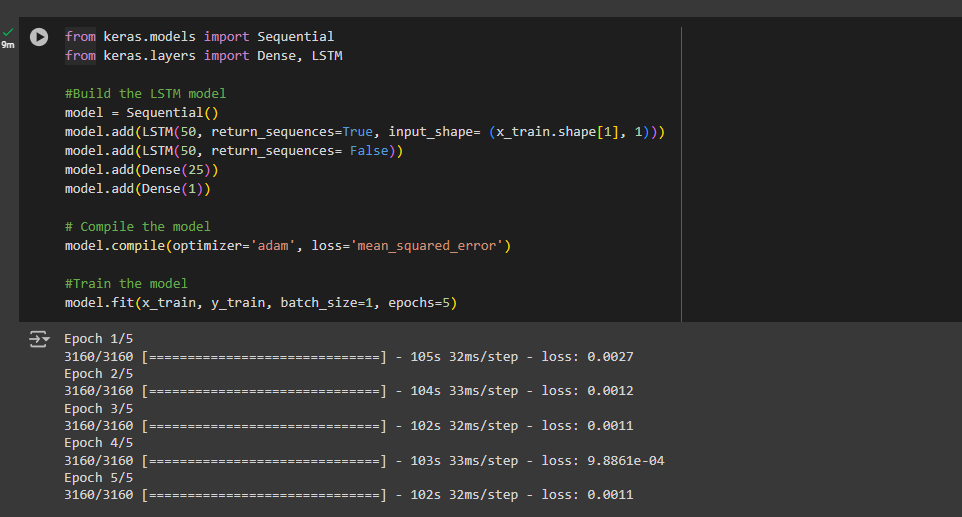 9m
from keras.models import Sequential
from keras.layers import Dense, LSTM
#Build the LSTM model
model = Sequential()
model.add(LSTM(50, return_sequences=True, input_shape= (x_train.shape[1], 1)))
model.add(LSTM(50, return_sequences= False))
model.add(Dense(25))
model.add(Dense(1))
# Compile the model
model.compile(optimizer='adam', loss='mean_squared_error')
#Train the model
model.fit(x_train, y_train, batch_size=1, epochs=5)
Epoch 1/5
3160/3160 [==============================] - 105s 32ms/step - loss: 0.0027
Epoch 2/5
3160/3160 [==============================] - 104s 33ms/step - loss: 0.0012
Epoch 3/5
3160/3160 [==============================] - 102s 32ms/step - loss: 0.0011
Epoch 4/5
3160/3160 [==============================] - 103s 33ms/step - loss: 9.8861e-04
Epoch 5/5
3160/3160 [==============================] - 102s 32ms/step - loss: 0.0011